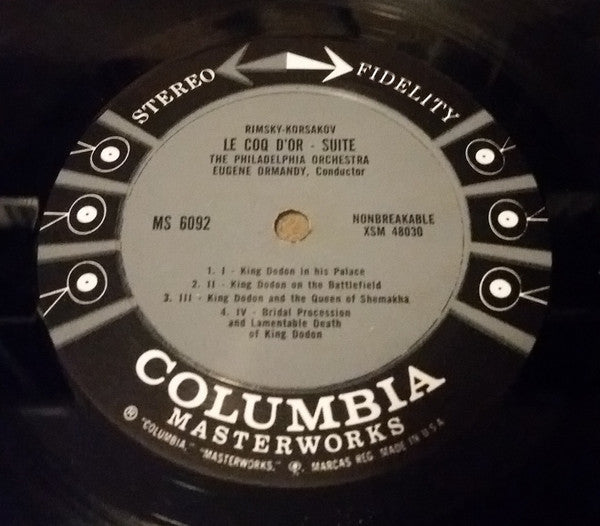 STEREO FIDELITY
RIMSKY-KORSAKOV
LE COQ D'OR - SUITE
THE PHILADELPHIA ORCHESTRA
EUGENE ORMANDY, Conductor
MS 6092
NONBREAKABLE
XSM 48030
1. I - King Dodon in his Palace
2. II - King Dodon on the Battlefield
3. III - King Dodon and the Queen of Shemakha
4. IV - Bridal Procession
and Lamentable Death
of King Dodon
COLUMBIA
MASTERWORKS
® "COLUMBIA," "MASTERWORKS," MARCAS REG. MADE IN U S A